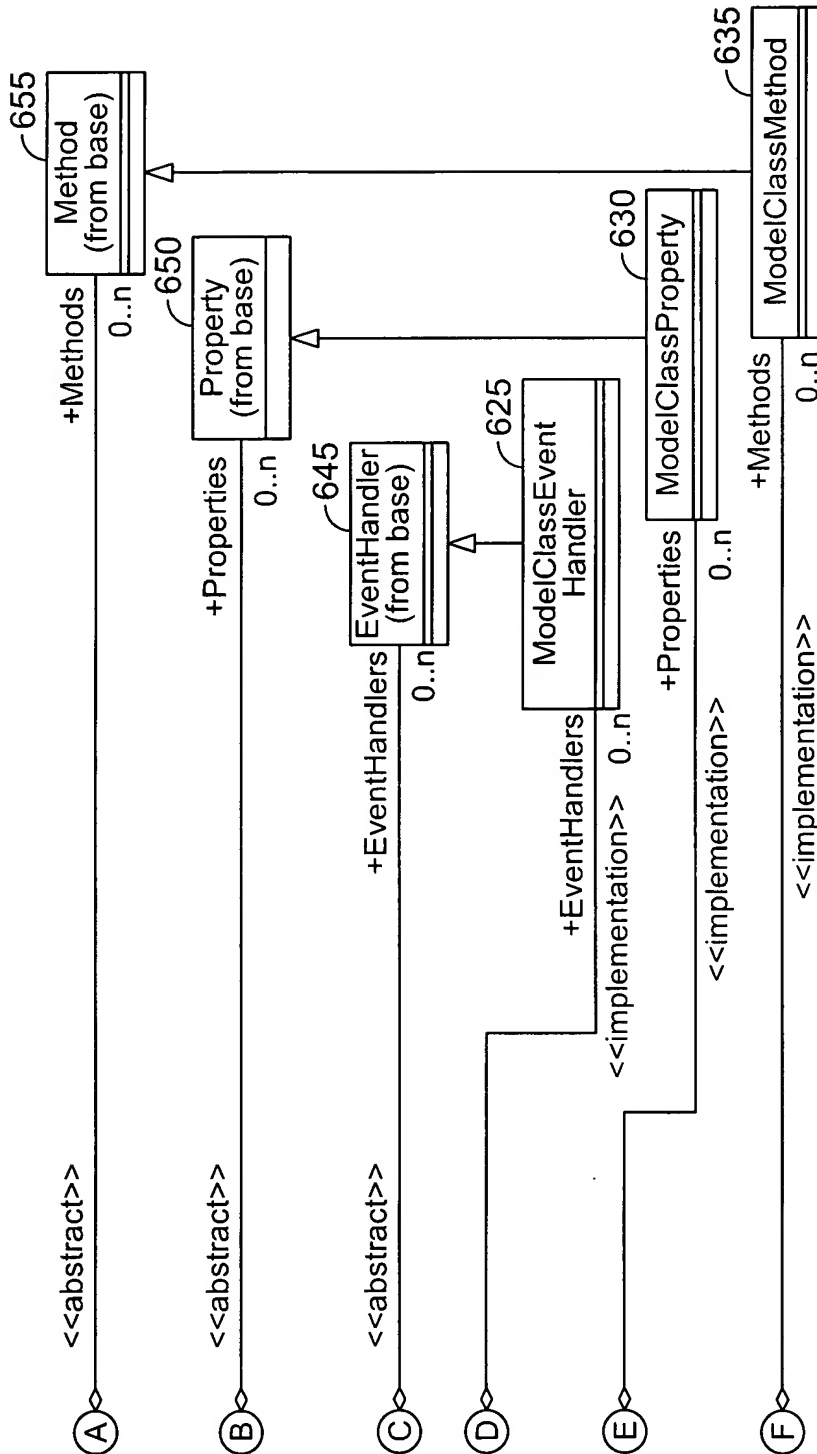 655
Method
(from base)
+Methods
0..n
<<abstract>>
A
650
Property
(from base)
+Properties
0..n
<<abstract>>
B
645
EventHandler
(from base)
+EventHandlers
0..n
<<abstract>>
C
625
ModelClassEvent
Handler
+EventHandlers
0..n
<<implementation>>
D
630
ModelClassProperty
+Properties
0..n
<<implementation>>
E
635
ModelClassMethod
+Methods
0..n
<<implementation>>
F